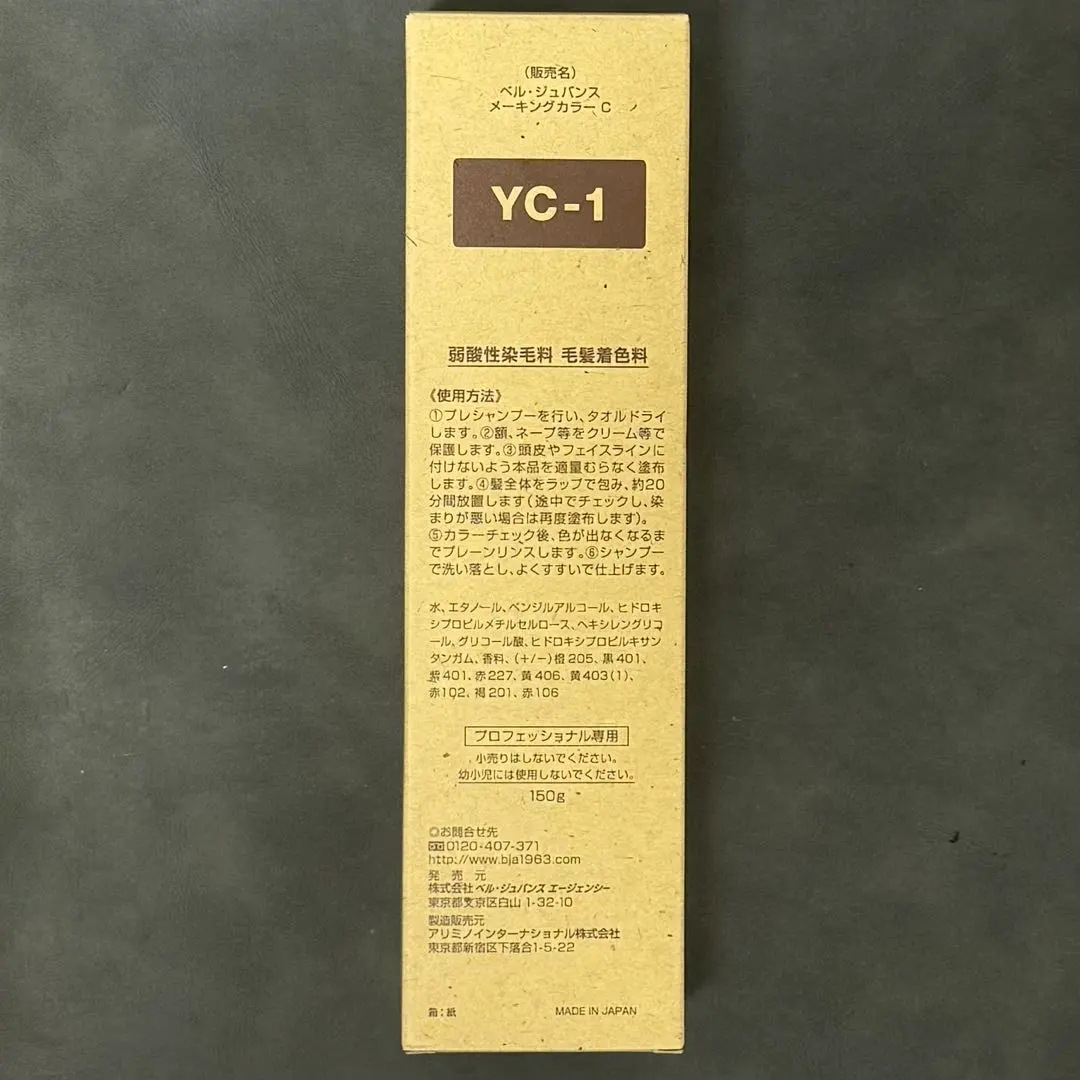 （販売名）
ベル・ジュバンス
メーキングカラー C
YC-1
弱酸性染毛料 毛髪着色料
《使用方法》
①プレシャンプーを行い、タオルドライ
します。②額、ネープ等をクリーム等で
保護します。③頭皮やフェイスラインに
付けないよう本品を適量むらなく塗布
します。④髪全体をラップで包み、約20
分間放置します（途中でチェックし、染
まりが悪い場合は再度塗布します）。
⑤カラーチェック後、色が出なくなるま
でプレーンリンスします。⑥シャンプー
で洗い落とし、よくすすいで仕上げます。
水、エタノール、ベンジルアルコール、ヒドロキ
シプロピルメチルセルロース、ヘキシレングリコ
ール、グリコール酸、ヒドロキシプロピルキサン
タンガム、香料、（+/−）橙205、黒401、
紫401、赤227、黄406、黄403(1)、
赤102、褐201、赤106
プロフェッショナル専用
小売りはしないでください。
幼小児には使用しないでください。
150g
◎お問合せ先
0120-407-371
http://www.bja1963.com
発 売 元
株式会社 ベル・ジュバンス エージェンシー
東京都文京区白山 1-32-10
製造販売元
アリミノインターナショナル株式会社
東京都新宿区下落合1-5-22
箱：紙 MADE IN JAPAN